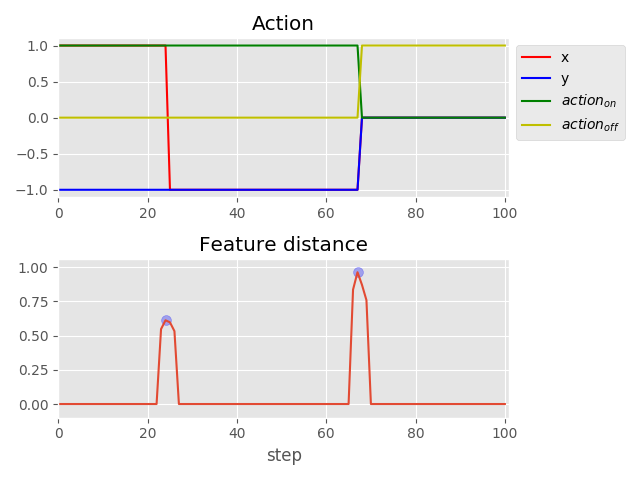 Action
1.0
0.5
0.0
−0.5
−1.0
0 20 40 60 80 100
x
y
action_on
action_off
Feature distance
1.00
0.75
0.50
0.25
0.00
0 20 40 60 80 100
step